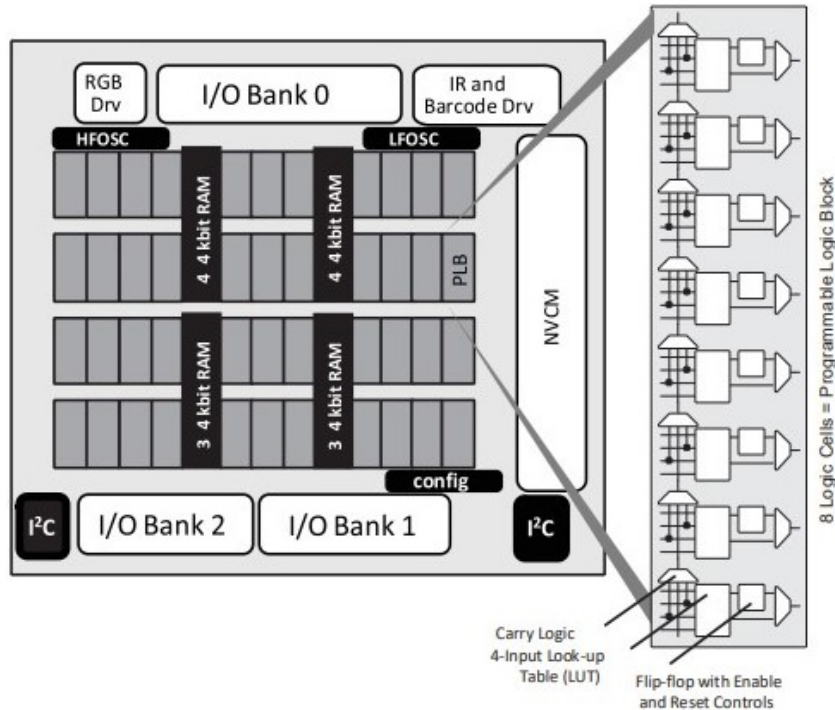 RGB
Drv
I/O Bank 0
IR and
Barcode Drv
HFOSC
LFOSC
4 4 kbit RAM
4 4 kbit RAM
PLB
NVCM
3 4 kbit RAM
3 4 kbit RAM
config
I²C
I/O Bank 2
I/O Bank 1
I²C
8 Logic Cells = Programmable Logic Block
Carry Logic
4-Input Look-up
Table (LUT)
Flip-flop with Enable
and Reset Controls